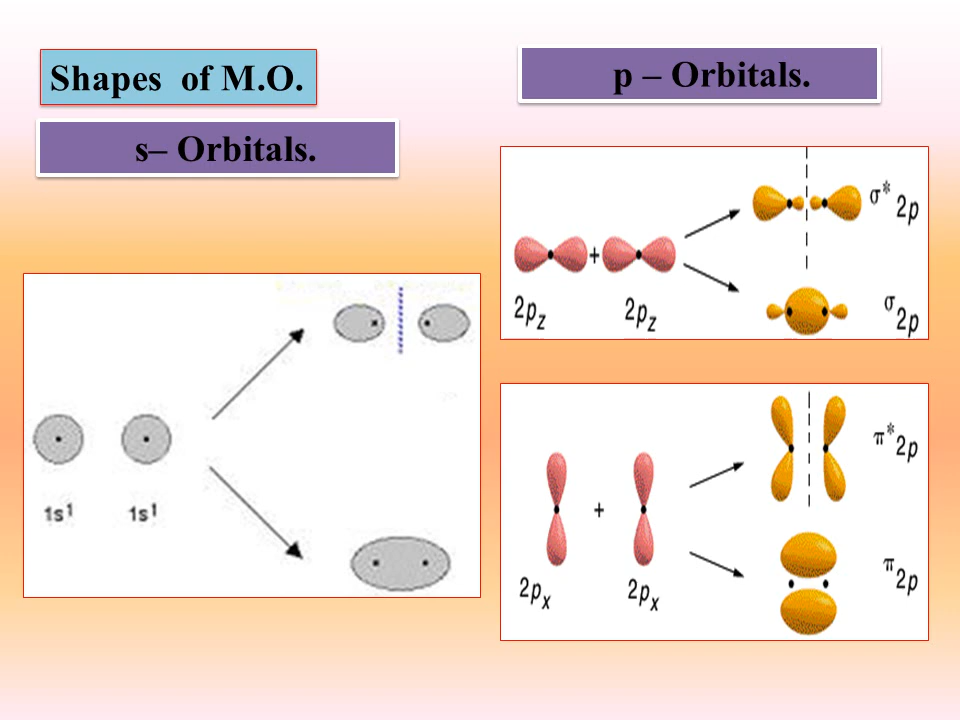 Shapes of M.O.
s– Orbitals.
1s¹ 1s¹
p – Orbitals.
σ* 2p
+
2pz 2pz
σ 2p
π* 2p
+
2px 2px
π 2p